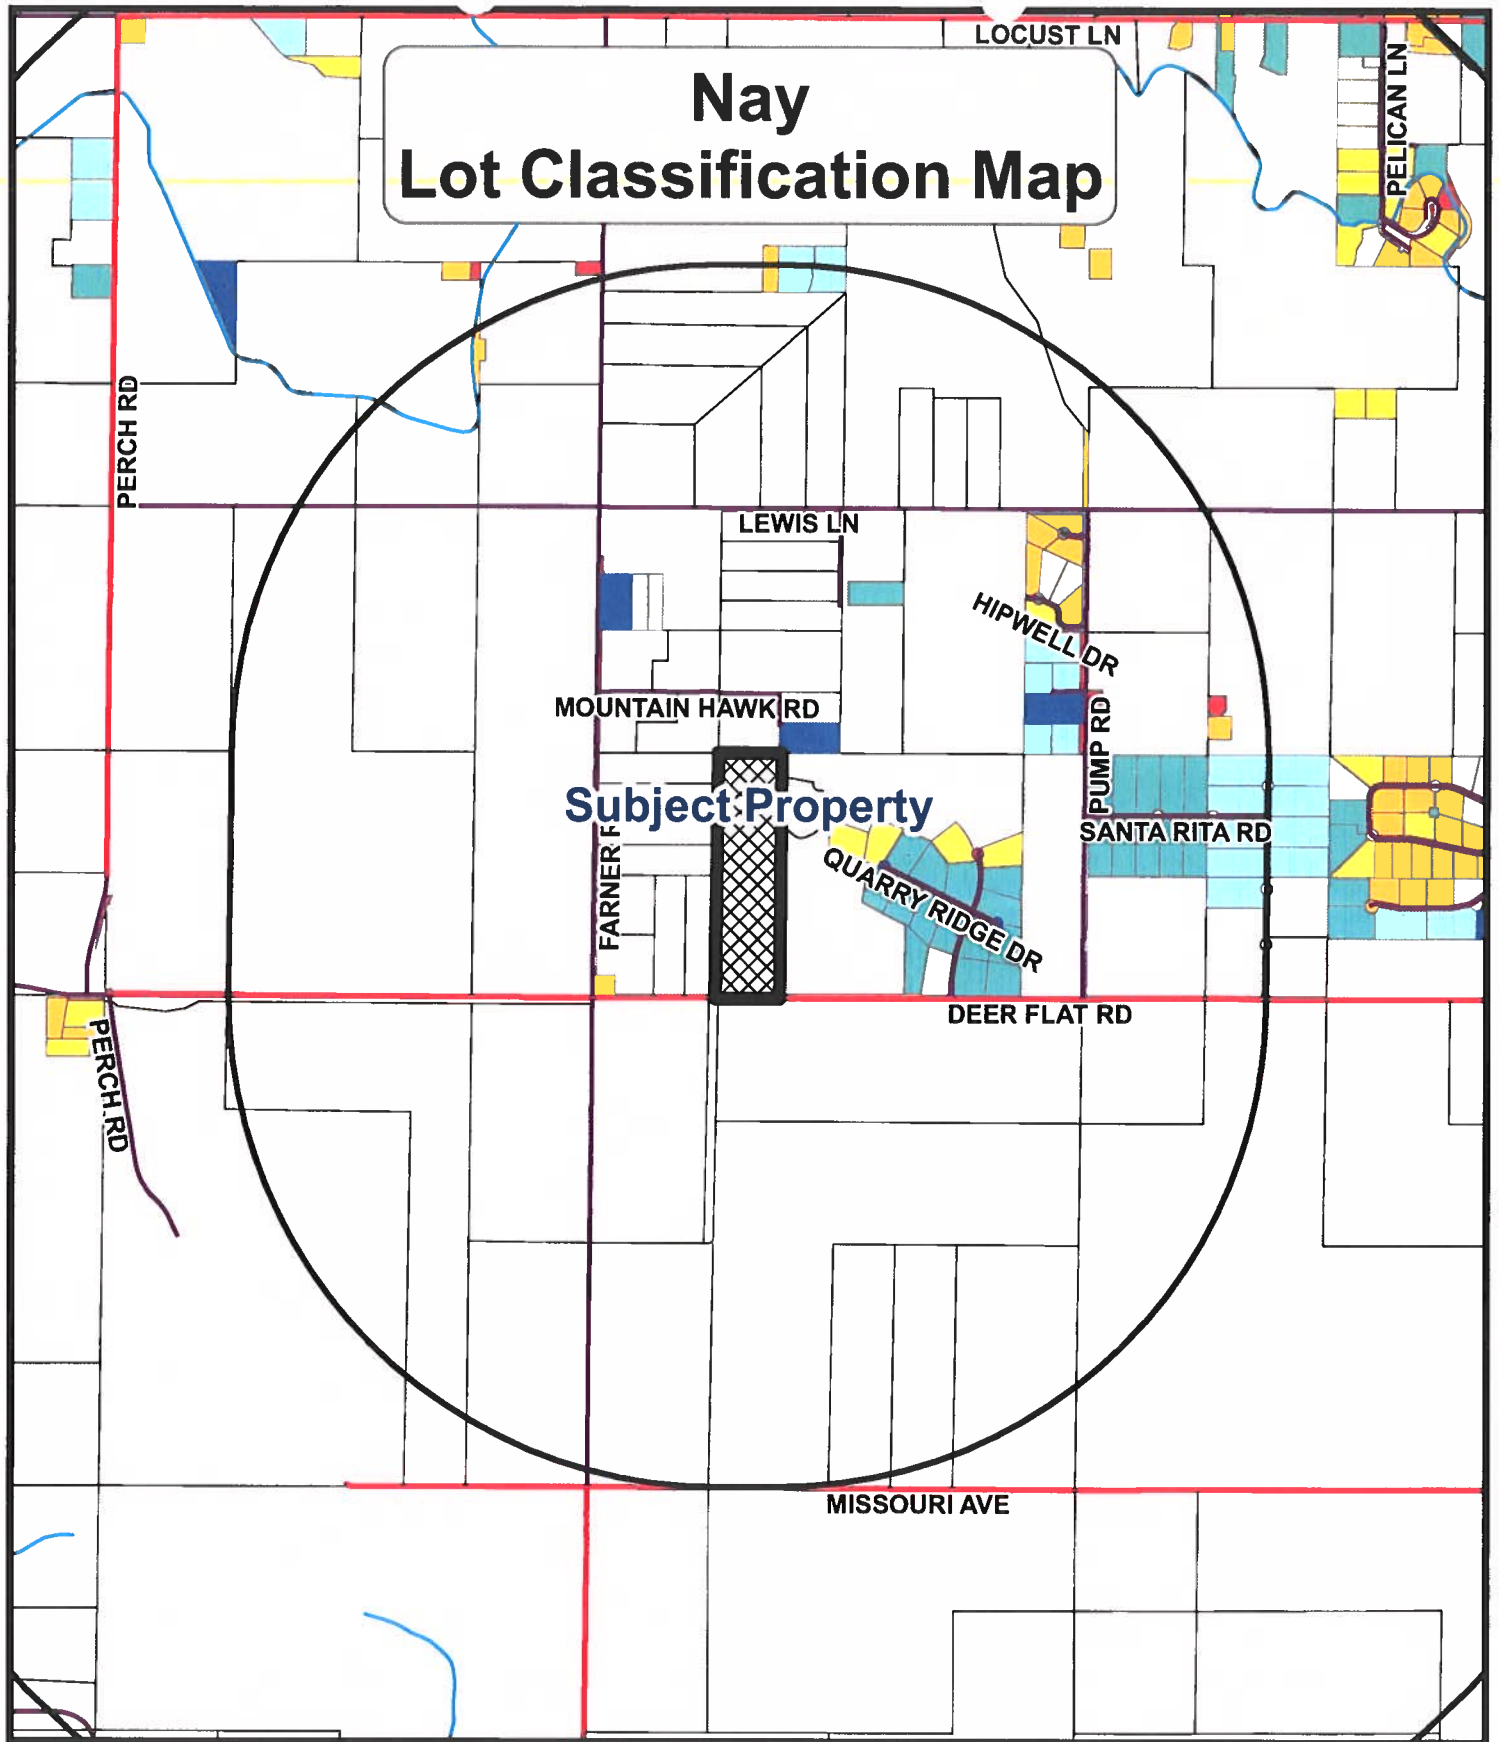 LOCUST LN
PELICAN LN
Nay
Lot Classification Map
PERCH RD
LEWIS LN
HIPWELL DR
MOUNTAIN HAWK RD
PUMP RD
Subject Property
SANTA RITA RD
FARNER R
QUARRY RIDGE DR
DEER FLAT RD
PERCH RD
MISSOURI AVE